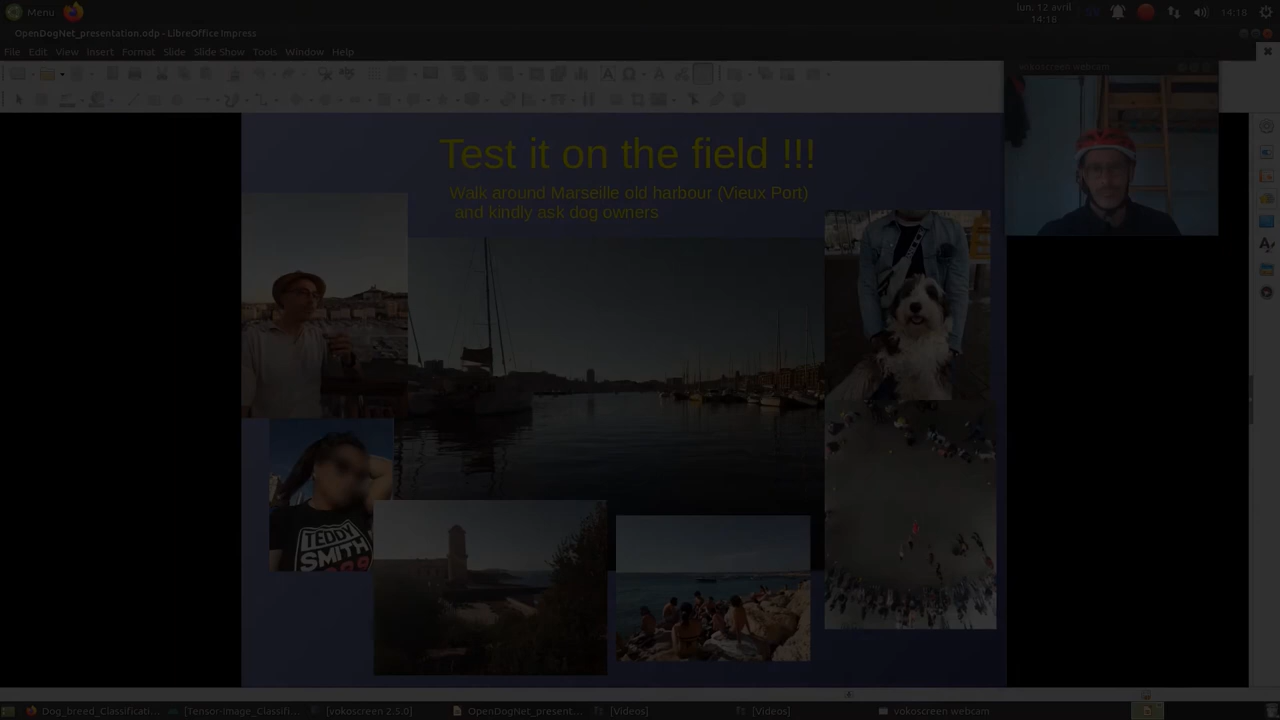 Menu
lun. 12 avril
14:16
14:18
OpenDogNet_presentation.odp - LibreOffice Impress
File Edit View Insert Format Slide Slide Show Tools Window Help
vokoscreen webcam
Test it on the field !!!
Walk around Marseille old harbour (Vieux Port)
and kindly ask dog owners
TEDDY
SMITH
Dog_breed_Classificati... [Tensor-Image_Classifi... [vokoscreen 2.5.0] OpenDogNet_present... [Videos] [Videos] vokoscreen webcam